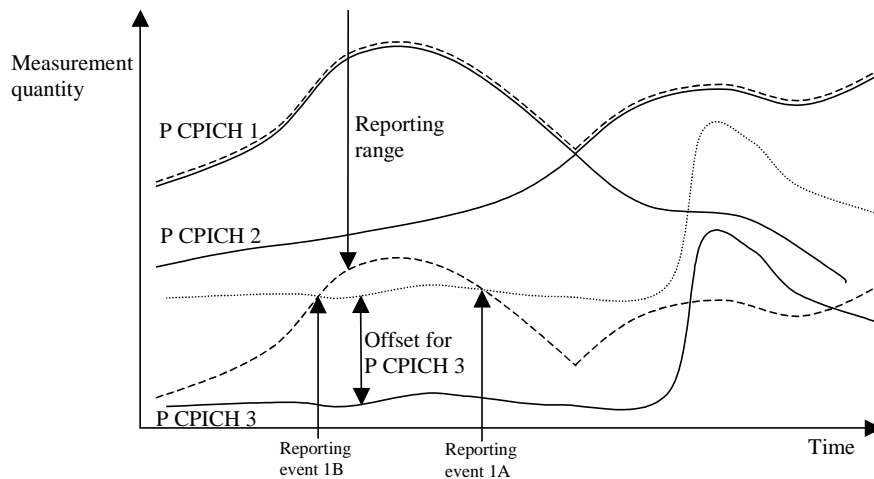 Measurement
quantity
P CPICH 1
Reporting
range
P CPICH 2
Offset for
P CPICH 3
P CPICH 3
Time
Reporting
event 1B
Reporting
event 1A